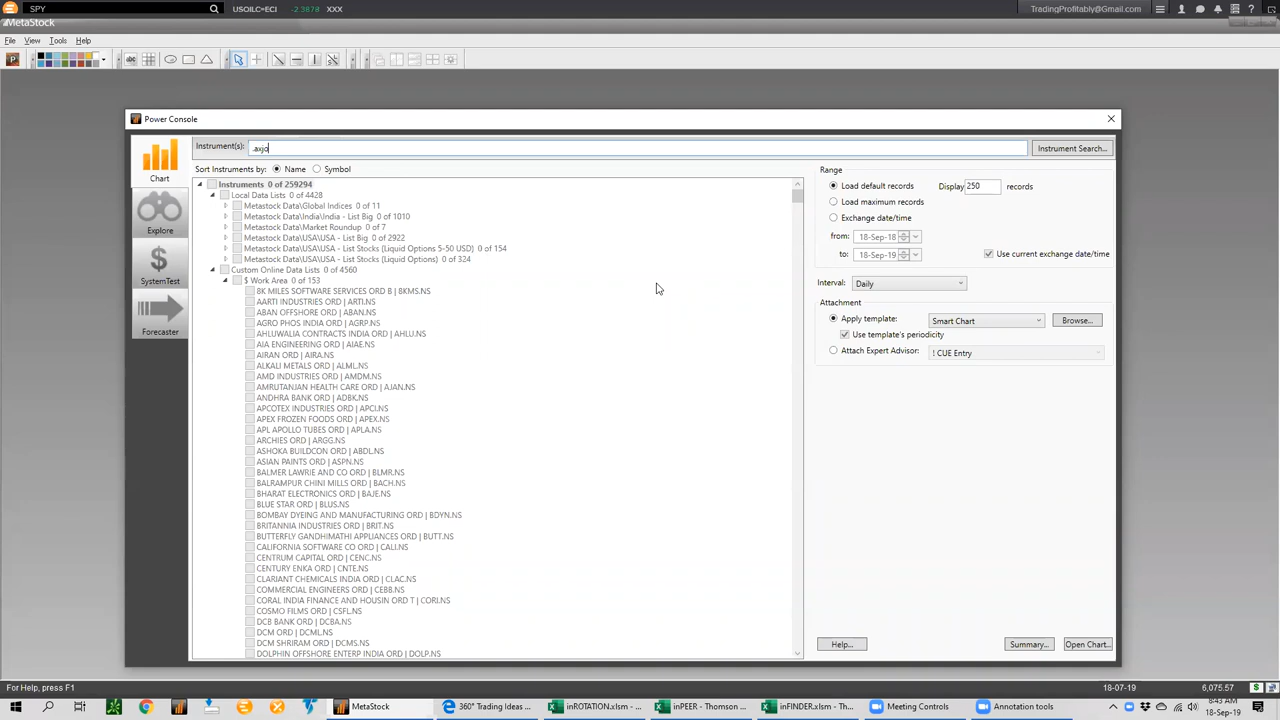 SPY
USOILC=ECI
-2.3878
XXX
TradingProfitably@Gmail.com
MetaStock
File View Tools Help
abc
Power Console
Instrument(s):
.axjo
Instrument Search...
Chart
Explore
SystemTest
Forecaster
Sort Instruments by: Name Symbol
Instruments 0 of 259294
Local Data Lists 0 of 4428
Metastock Data\Global Indices 0 of 11
Metastock Data\India\India - List Big 0 of 1010
Metastock Data\Market Roundup 0 of 7
Metastock Data\USA\USA - List Big 0 of 2922
Metastock Data\USA\USA - List Stocks (Liquid Options 5-50 USD) 0 of 154
Metastock Data\USA\USA - List Stocks (Liquid Options) 0 of 324
Custom Online Data Lists 0 of 4560
$ Work Area 0 of 153
8K MILES SOFTWARE SERVICES ORD B | 8KMS.NS
AARTI INDUSTRIES ORD | ARTI.NS
ABAN OFFSHORE ORD | ABAN.NS
AGRO PHOS INDIA ORD | AGRP.NS
AHLUWALIA CONTRACTS INDIA ORD | AHLU.NS
AIA ENGINEERING ORD | AIAE.NS
AIRAN ORD | AIRA.NS
ALKALI METALS ORD | ALML.NS
AMD INDUSTRIES ORD | AMDM.NS
AMRUTANJAN HEALTH CARE ORD | AJAN.NS
ANDHRA BANK ORD | ADBK.NS
APCOTEX INDUSTRIES ORD | APCI.NS
APEX FROZEN FOODS ORD | APEX.NS
APL APOLLO TUBES ORD | APLA.NS
ARCHIES ORD | ARGG.NS
ASHOKA BUILDCON ORD | ABDL.NS
ASIAN PAINTS ORD | ASPN.NS
BALMER LAWRIE AND CO ORD | BLMR.NS
BALRAMPUR CHINI MILLS ORD | BACH.NS
BHARAT ELECTRONICS ORD | BAJE.NS
BLUE STAR ORD | BLUS.NS
BOMBAY DYEING AND MANUFACTURING ORD | BDYN.NS
BRITANNIA INDUSTRIES ORD | BRIT.NS
BUTTERFLY GANDHIMATHI APPLIANCES ORD | BUTT.NS
CALIFORNIA SOFTWARE CO ORD | CALI.NS
CENTRUM CAPITAL ORD | CENC.NS
CENTURY ENKA ORD | CNTE.NS
CLARIANT CHEMICALS INDIA ORD | CLAC.NS
COMMERCIAL ENGINEERS ORD | CEBB.NS
CORAL INDIA FINANCE AND HOUSIN ORD T | CORI.NS
COSMO FILMS ORD | CSFL.NS
DCB BANK ORD | DCBA.NS
DCM ORD | DCML.NS
DCM SHRIRAM ORD | DCMS.NS
DOLPHIN OFFSHORE ENTERP INDIA ORD | DOLP.NS
Range
Load default records
Display 250 records
Load maximum records
Exchange date/time
from: 18-Sep-18
to: 18-Sep-19
Use current exchange date/time
Interval: Daily
Attachment
Apply template: Smart Chart
Browse...
Use template's periodicity
Attach Expert Advisor: ! CUE Entry
Help...
Summary...
Open Chart...
For Help, press F1
18-07-19
6,075.57
MetaStock
360° Trading Ideas ...
inROTATION.xlsm - ...
inPEER - Thomson ...
inFINDER.xlsm - Th...
Meeting Controls
Annotation tools
8:43 AM
18-Sep-19